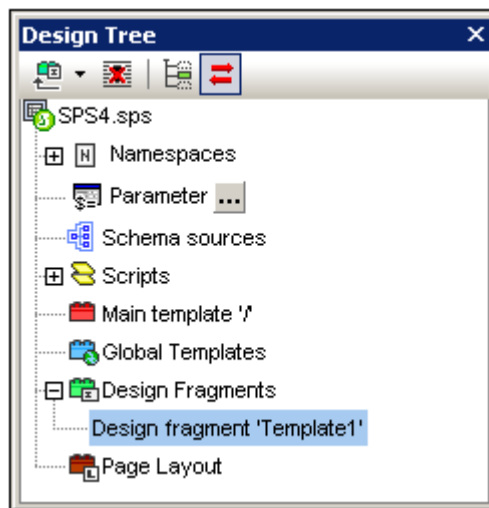 Design Tree
SPS4.sps
Namespaces
Parameter ...
Schema sources
Scripts
Main template '/'
Global Templates
Design Fragments
Design fragment 'Template1'
Page Layout